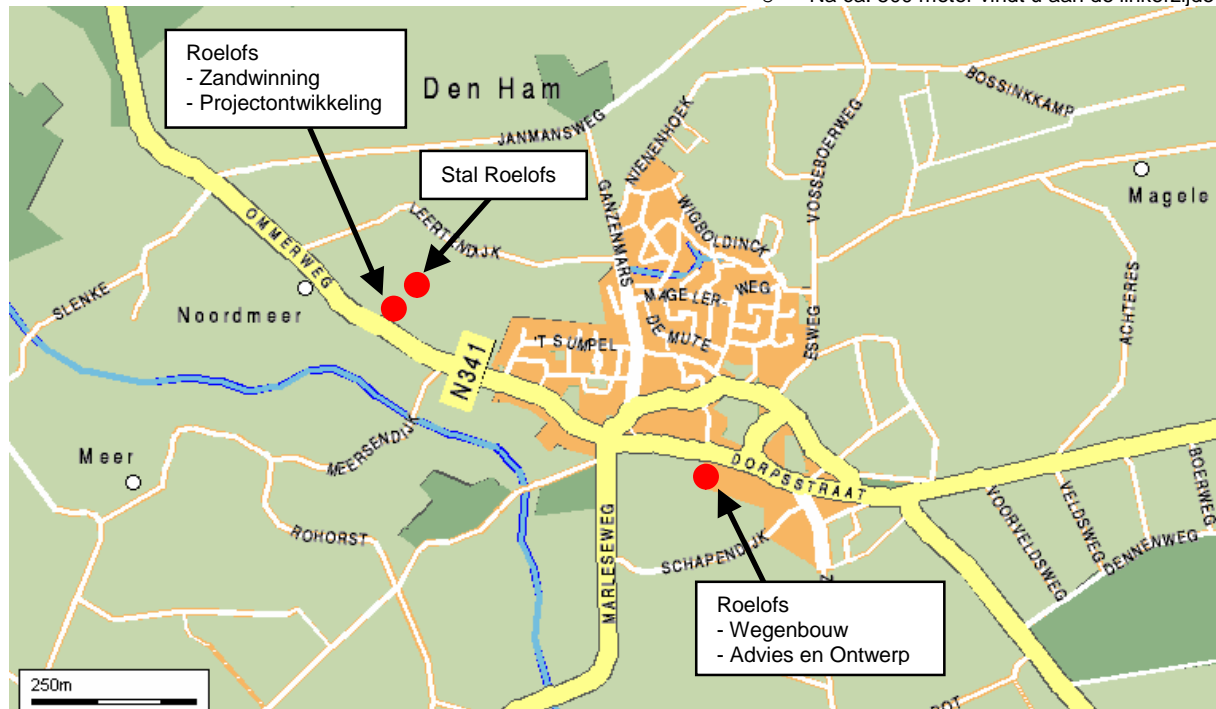 Roelofs
- Zandwinning
- Projectontwikkeling
Den Ham
BOSSINKKAMP
JANMANSWEG
NIENENHOEK
Stal Roelofs
VOSSEBOERWEG
Magele
GANZENMARS
WIGBOLDINCK
LEERTENDIJK
OMMERWEG
SLENKE
Noordmeer
MAGELER-
WEG
DE MUTE
ESWEG
ACHTERES
'T SUMPEL
N341
MEERSENDIJK
Meer
DORPSSTRAAT
ROHORST
MARLESEWEG
SCHAPENDIJK
VOORVELDSWEG
VELDSWEG
BOERWEG
DENNENWEG
Roelofs
- Wegenbouw
- Advies en Ontwerp
250m